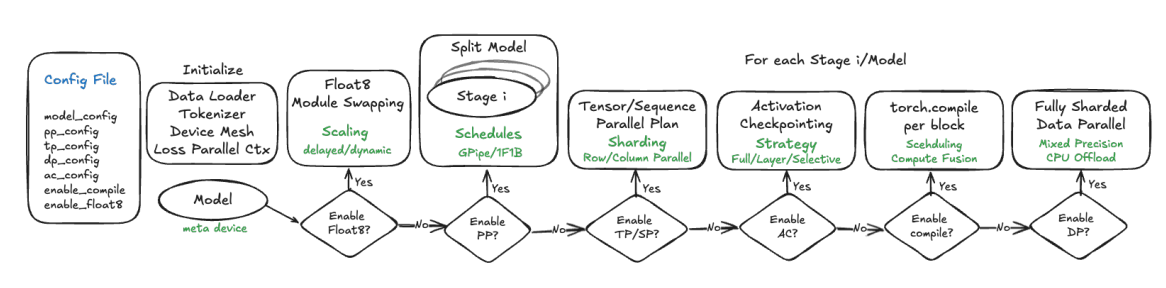 Config File
model_config
pp_config
tp_config
dp_config
ac_config
enable_compile
enable_float8
Initialize
Data Loader
Tokenizer
Device Mesh
Loss Parallel Ctx
Model
meta device
Float8
Module Swapping
Scaling
delayed/dynamic
Yes
Enable
Float8?
No
Split Model
Stage i
Schedules
GPipe/1F1B
Yes
Enable
PP?
No
For each Stage i/Model
Tensor/Sequence
Parallel Plan
Sharding
Row/Column Parallel
Yes
Enable
TP/SP?
No
Activation
Checkpointing
Strategy
Full/Layer/Selective
Yes
Enable
AC?
No
torch.compile
per block
Scehduling
Compute Fusion
Yes
Enable
compile?
No
Fully Sharded
Data Parallel
Mixed Precision
CPU Offload
Yes
Enable
DP?